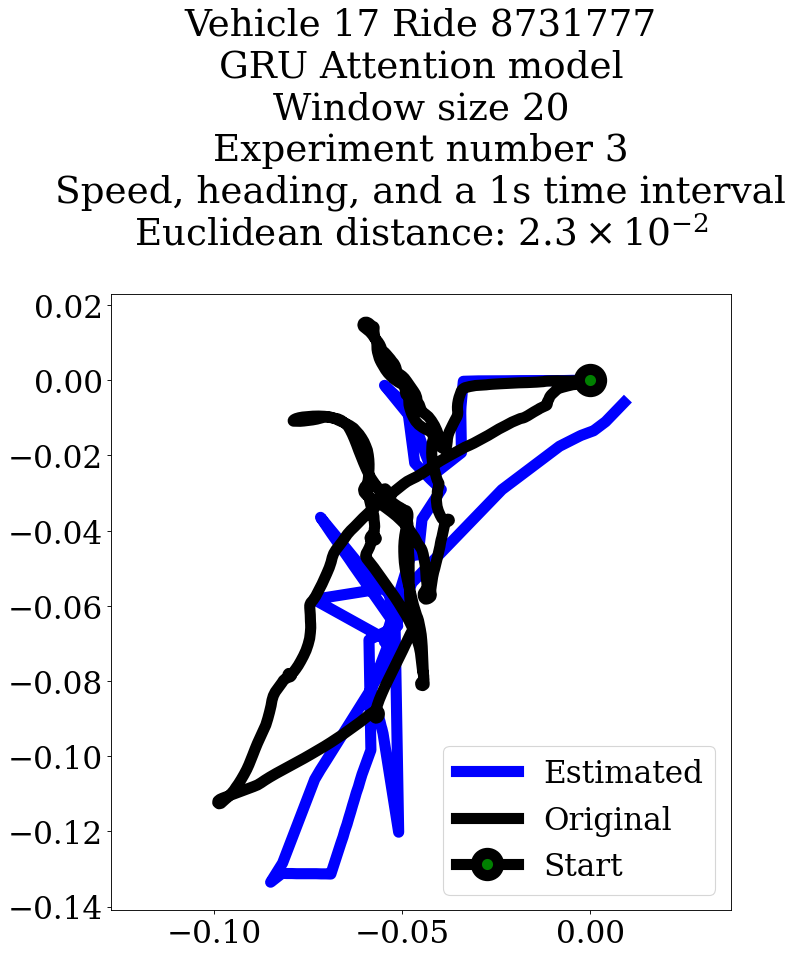 Vehicle 17 Ride 8731777
GRU Attention model
Window size 20
Experiment number 3
Speed, heading, and a 1s time interval
Euclidean distance: 2.3 × 10⁻²
0.02
0.00
−0.02
−0.04
−0.06
−0.08
−0.10
−0.12
−0.14
Estimated
Original
Start
−0.10
−0.05
0.00